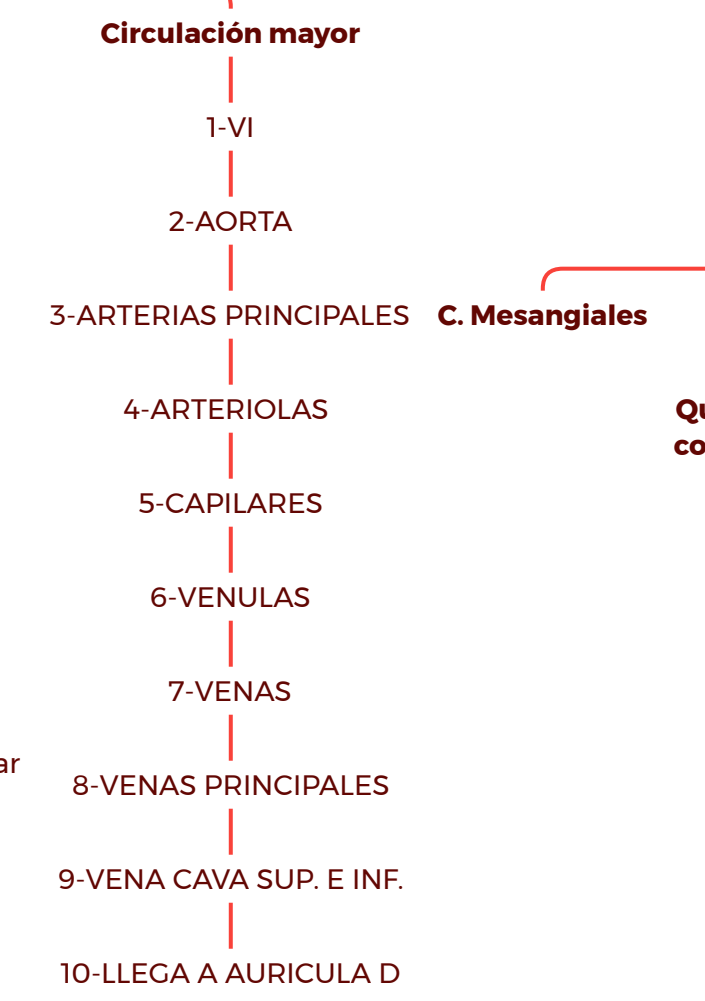 Circulación mayor
1-VI
2-AORTA
3-ARTERIAS PRINCIPALES
4-ARTERIOLAS
5-CAPILARES
6-VENULAS
7-VENAS
8-VENAS PRINCIPALES
9-VENA CAVA SUP. E INF.
10-LLEGA A AURICULA D
C. Mesangiales